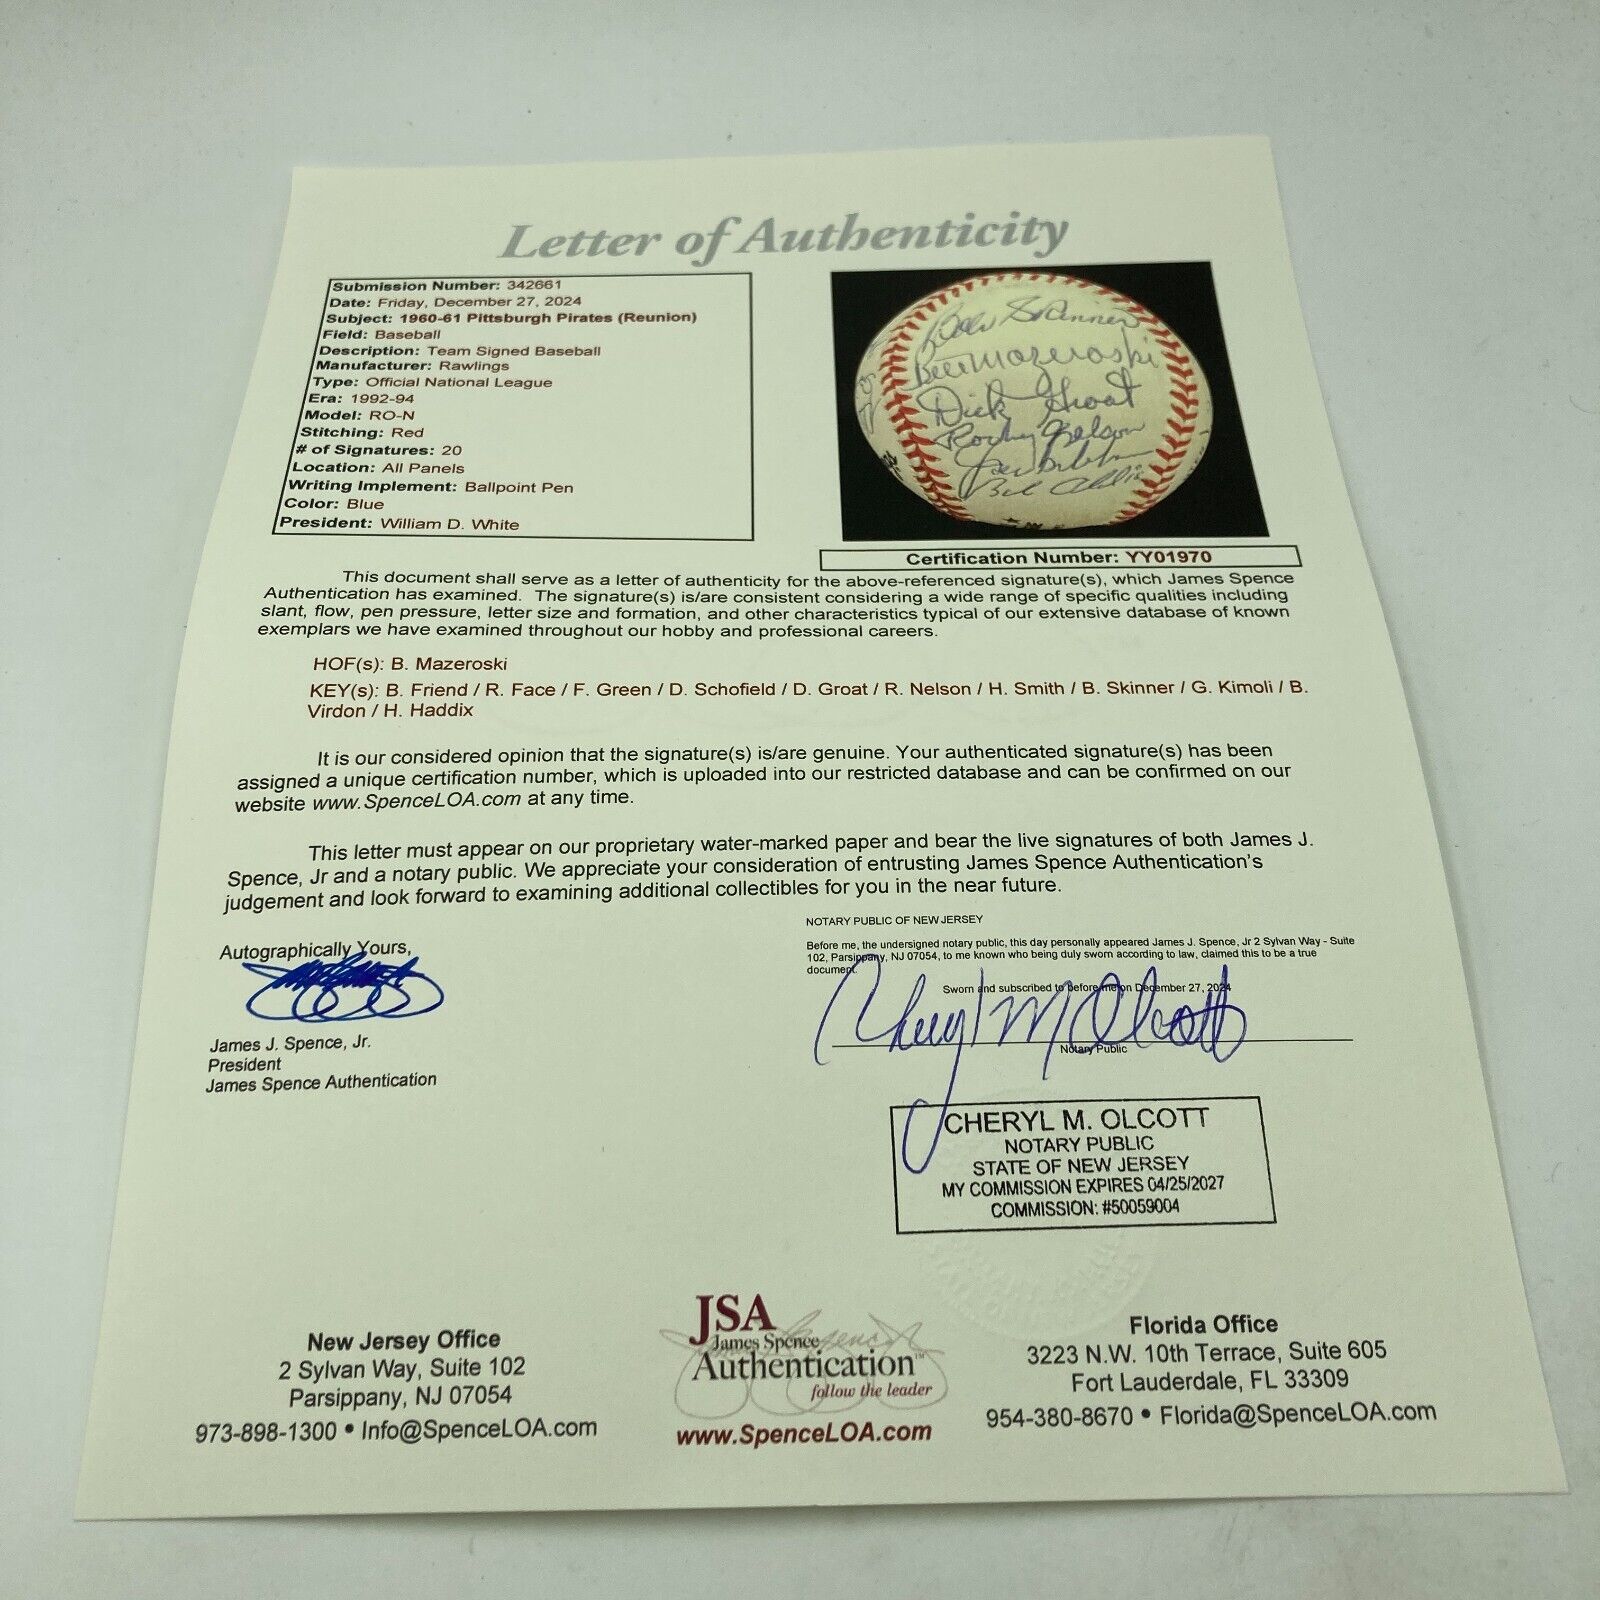 Letter of Authenticity
Submission Number: 342661
Date: Friday, December 27, 2024
Subject: 1960-61 Pittsburgh Pirates (Reunion)
Field: Baseball
Description: Team Signed Baseball
Manufacturer: Rawlings
Type: Official National League
Era: 1992-94
Model: RO-N
Stitching: Red
# of Signatures: 20
Location: All Panels
Writing Implement: Ballpoint Pen
Color: Blue
President: William D. White
Bob Skinner
Bill Mazeroski
Dick Groat
Rocky Nelson
Certification Number: YY01970
This document shall serve as a letter of authenticity for the above-referenced signature(s), which James Spence
Authentication has examined. The signature(s) is/are consistent considering a wide range of specific qualities including
slant, flow, pen pressure, letter size and formation, and other characteristics typical of our extensive database of known
exemplars we have examined throughout our hobby and professional careers.
HOF(s): B. Mazeroski
KEY(s): B. Friend / R. Face / F. Green / D. Schofield / D. Groat / R. Nelson / H. Smith / B. Skinner / G. Kimoli / B.
Virdon / H. Haddix
It is our considered opinion that the signature(s) is/are genuine. Your authenticated signature(s) has been
assigned a unique certification number, which is uploaded into our restricted database and can be confirmed on our
website www.SpenceLOA.com at any time.
This letter must appear on our proprietary water-marked paper and bear the live signatures of both James J.
Spence, Jr and a notary public. We appreciate your consideration of entrusting James Spence Authentication's
judgement and look forward to examining additional collectibles for you in the near future.
NOTARY PUBLIC OF NEW JERSEY
Before me, the undersigned notary public, this day personally appeared James J. Spence, Jr 2 Sylvan Way - Suite
102, Parsippany, NJ 07054, to me known who being duly sworn according to law, claimed this to be a true
document.
Sworn and subscribed to before me on December 27, 2024
Cheryl M Olcott
Notary Public
Autographically Yours,
James J. Spence, Jr.
President
James Spence Authentication
CHERYL M. OLCOTT
NOTARY PUBLIC
STATE OF NEW JERSEY
MY COMMISSION EXPIRES 04/25/2027
COMMISSION: #50059004
New Jersey Office
2 Sylvan Way, Suite 102
Parsippany, NJ 07054
973-898-1300 • Info@SpenceLOA.com
JSA
James Spence
Authentication™
follow the leader
www.SpenceLOA.com
Florida Office
3223 N.W. 10th Terrace, Suite 605
Fort Lauderdale, FL 33309
954-380-8670 • Florida@SpenceLOA.com